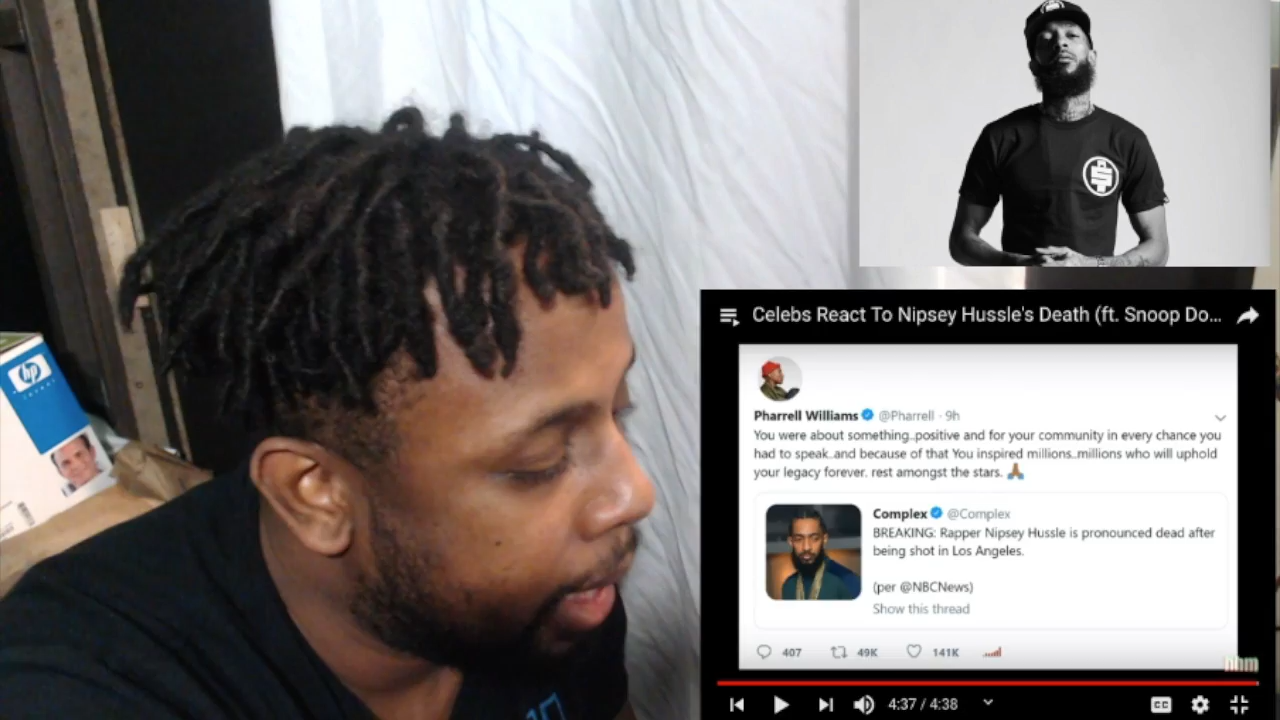 hp
invent
Celebs React To Nipsey Hussle's Death (ft. Snoop Do...
Pharrell Williams @Pharrell · 9h
You were about something..positive and for your community in every chance you
had to speak..and because of that You inspired millions..millions who will uphold
your legacy forever. rest amongst the stars. 🙏🏽
Complex @Complex
BREAKING: Rapper Nipsey Hussle is pronounced dead after
being shot in Los Angeles.
(per @NBCNews)
Show this thread
407 49K 141K
nhm
4:37 / 4:38
CC